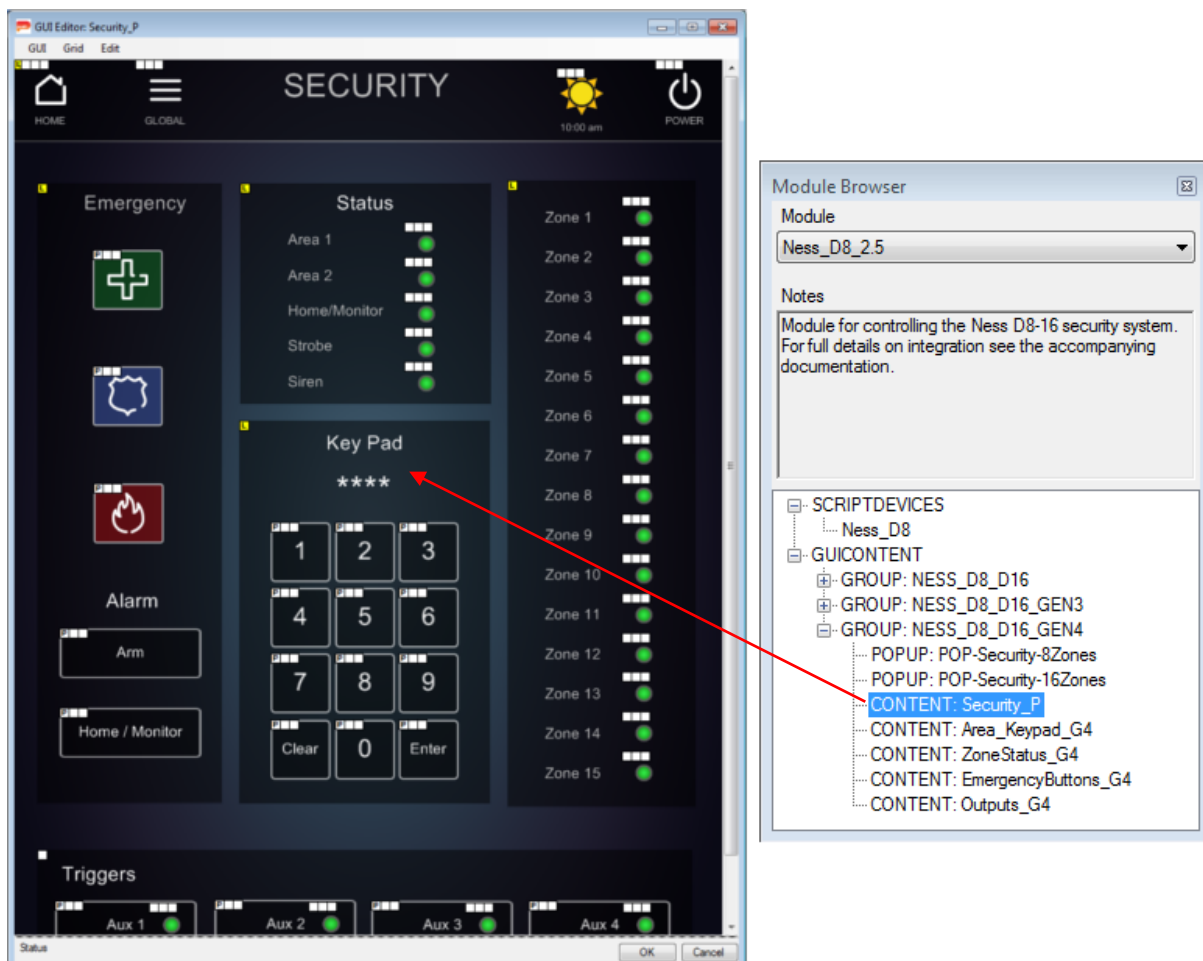 GUI Editor: Security_P
GUI Grid Edit
SECURITY
HOME
GLOBAL
10:00 am
POWER
Emergency
Alarm
Arm
Home / Monitor
Status
Area 1
Area 2
Home/Monitor
Strobe
Siren
Key Pad
****
1 2 3
4 5 6
7 8 9
Clear 0 Enter
Zone 1
Zone 2
Zone 3
Zone 4
Zone 5
Zone 6
Zone 7
Zone 8
Zone 9
Zone 10
Zone 11
Zone 12
Zone 13
Zone 14
Zone 15
Triggers
Aux 1 Aux 2 Aux 3 Aux 4
Status
OK Cancel
Module Browser
Module
Ness_D8_2.5
Notes
Module for controlling the Ness D8-16 security system.
For full details on integration see the accompanying
documentation.
SCRIPTDEVICES
Ness_D8
GUICONTENT
GROUP: NESS_D8_D16
GROUP: NESS_D8_D16_GEN3
GROUP: NESS_D8_D16_GEN4
POPUP: POP-Security-8Zones
POPUP: POP-Security-16Zones
CONTENT: Security_P
CONTENT: Area_Keypad_G4
CONTENT: ZoneStatus_G4
CONTENT: EmergencyButtons_G4
CONTENT: Outputs_G4